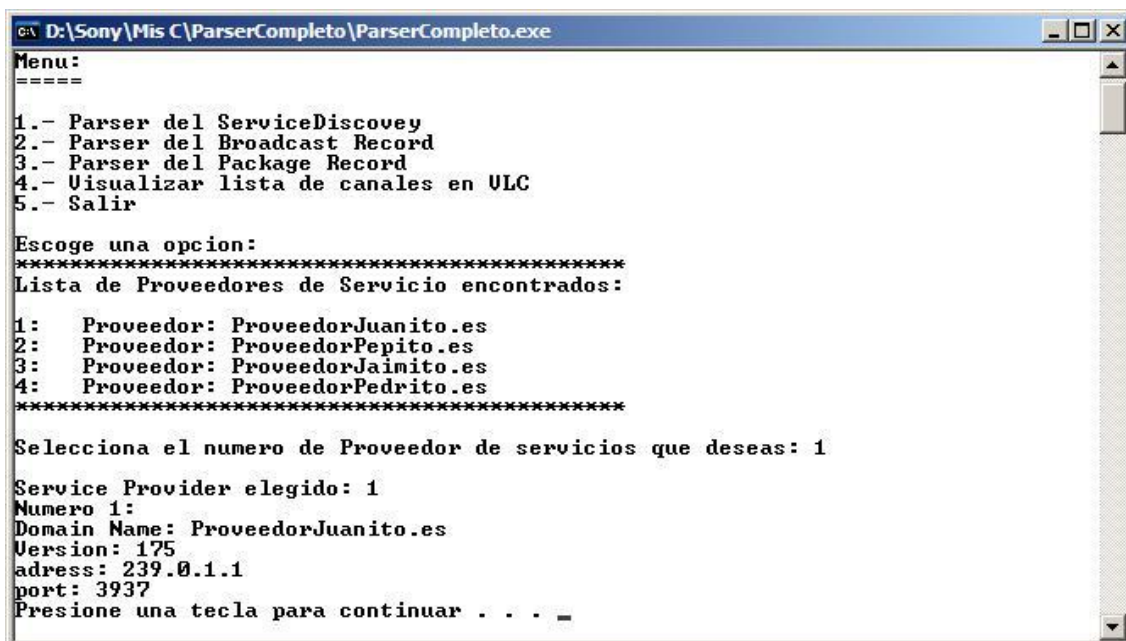 D:\Sony\Mis C\ParserCompleto\ParserCompleto.exe
Menu:
=====
1.- Parser del ServiceDiscovey
2.- Parser del Broadcast Record
3.- Parser del Package Record
4.- Visualizar lista de canales en VLC
5.- Salir
Escoge una opcion:
*********************************************
Lista de Proveedores de Servicio encontrados:
1: Proveedor: ProveedorJuanito.es
2: Proveedor: ProveedorPepito.es
3: Proveedor: ProveedorJaimito.es
4: Proveedor: ProveedorPedrito.es
*********************************************
Selecciona el numero de Proveedor de servicios que deseas: 1
Service Provider elegido: 1
Numero 1:
Domain Name: ProveedorJuanito.es
Version: 175
adress: 239.0.1.1
port: 3937
Presione una tecla para continuar . . . _